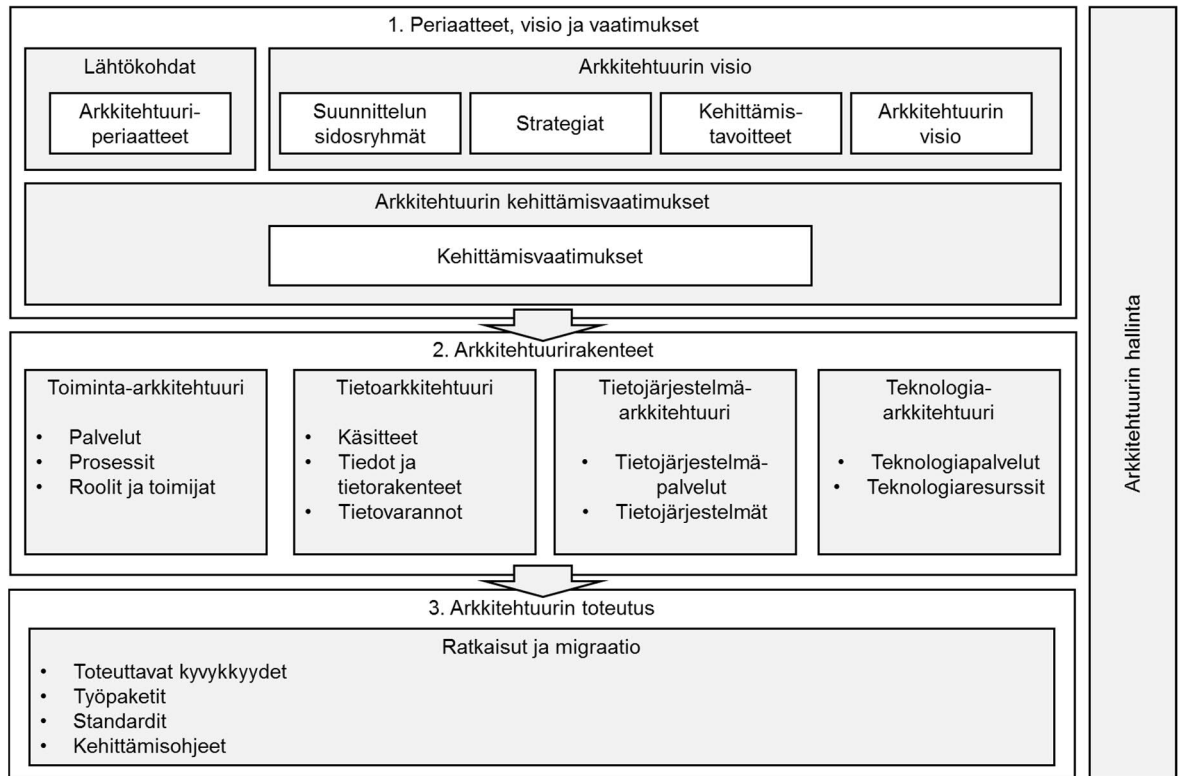 1. Periaatteet, visio ja vaatimukset
Lähtökohdat
Arkkitehtuuri-
periaatteet
Arkkitehtuurin visio
Suunnittelun
sidosryhmät
Strategiat
Kehittämis-
tavoitteet
Arkkitehtuurin
visio
Arkkitehtuurin kehittämisvaatimukset
Kehittämisvaatimukset
2. Arkkitehtuurirakenteet
Toiminta-arkkitehtuuri
• Palvelut
• Prosessit
• Roolit ja toimijat
Tietoarkkitehtuuri
• Käsitteet
• Tiedot ja
tietorakenteet
• Tietovarannot
Tietojärjestelmä-
arkkitehtuuri
• Tietojärjestelmä-
palvelut
• Tietojärjestelmät
Teknologia-
arkkitehtuuri
• Teknologiapalvelut
• Teknologiaresurssit
3. Arkkitehtuurin toteutus
Ratkaisut ja migraatio
• Toteuttavat kyvykkyydet
• Työpaketit
• Standardit
• Kehittämisohjeet
Arkkitehtuurin hallinta